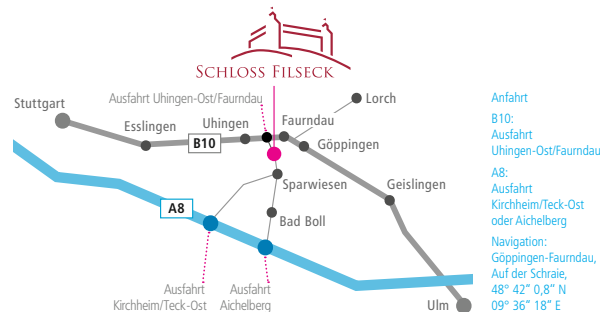 SCHLOSS FILSECK
Ausfahrt Uhingen-Ost/Faurndau
Lorch
Stuttgart
Esslingen
Uhingen
Faurndau
B10
Göppingen
Sparwiesen
Geislingen
A8
Bad Boll
Ausfahrt
Kirchheim/Teck-Ost
Ausfahrt
Aichelberg
Ulm
Anfahrt
B10:
Ausfahrt
Uhingen-Ost/Faurndau
A8:
Ausfahrt
Kirchheim/Teck-Ost
oder Aichelberg
Navigation:
Göppingen-Faurndau,
Auf der Schraie,
48° 42” 0,8” N
09° 36” 18” E